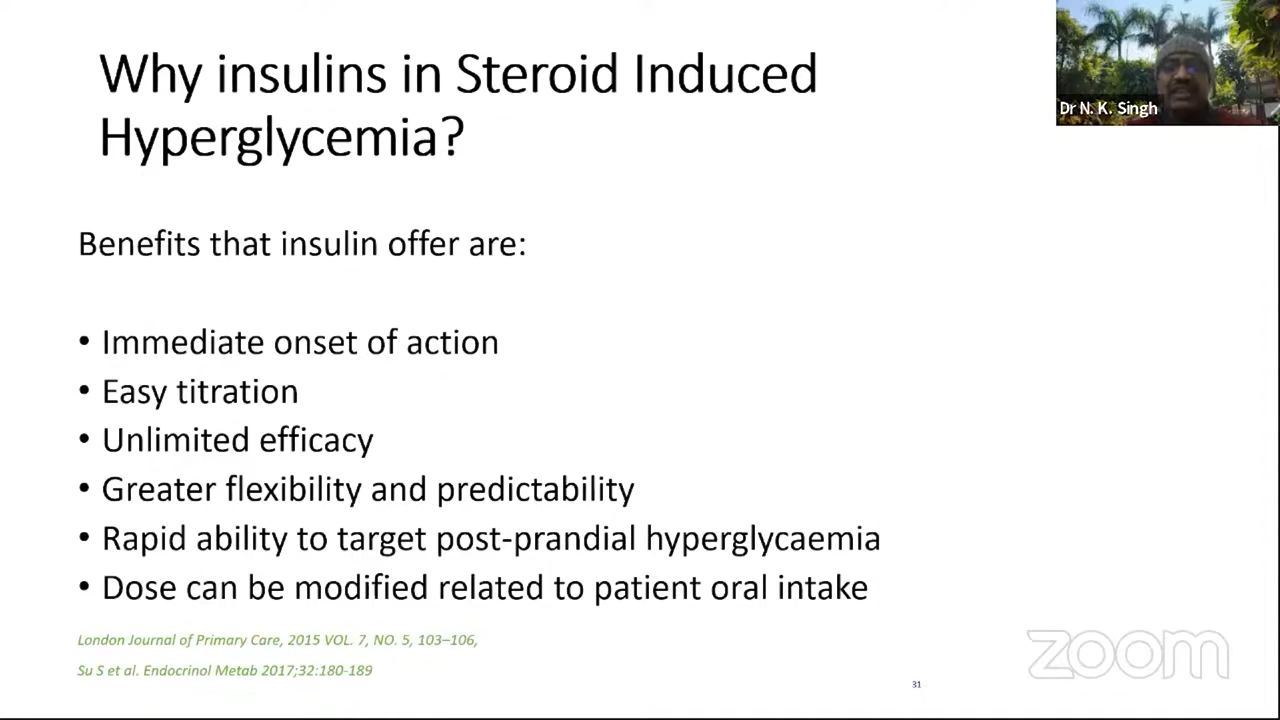 Why insulins in Steroid Induced
Hyperglycemia?
Dr N. K. Singh
Benefits that insulin offer are:
• Immediate onset of action
• Easy titration
• Unlimited efficacy
• Greater flexibility and predictability
• Rapid ability to target post-prandial hyperglycaemia
• Dose can be modified related to patient oral intake
London Journal of Primary Care, 2015 VOL. 7, NO. 5, 103–106,
Su S et al. Endocrinol Metab 2017;32:180-189
31
zoom